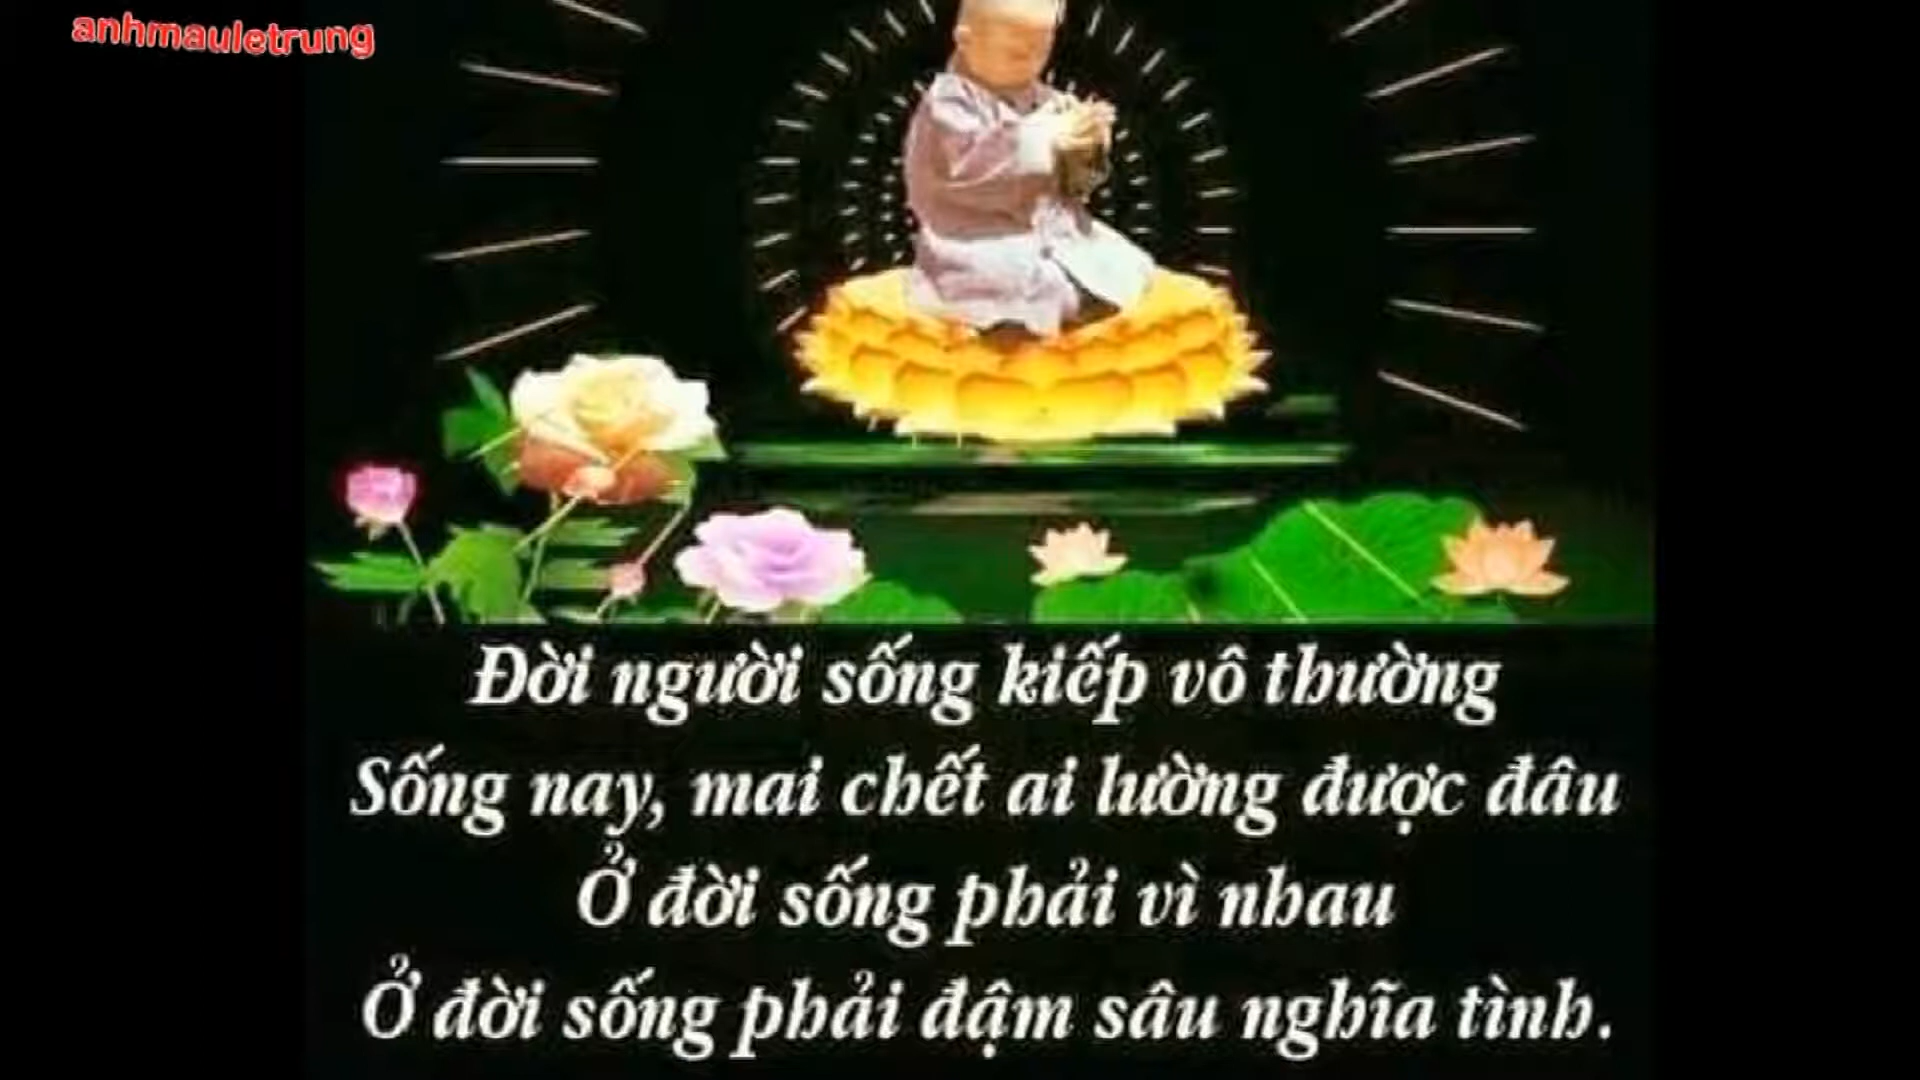 anhmauletrung
Đời người sống kiếp vô thường
Sống nay, mai chết ai lường được đâu
Ở đời sống phải vì nhau
Ở đời sống phải đậm sâu nghĩa tình.